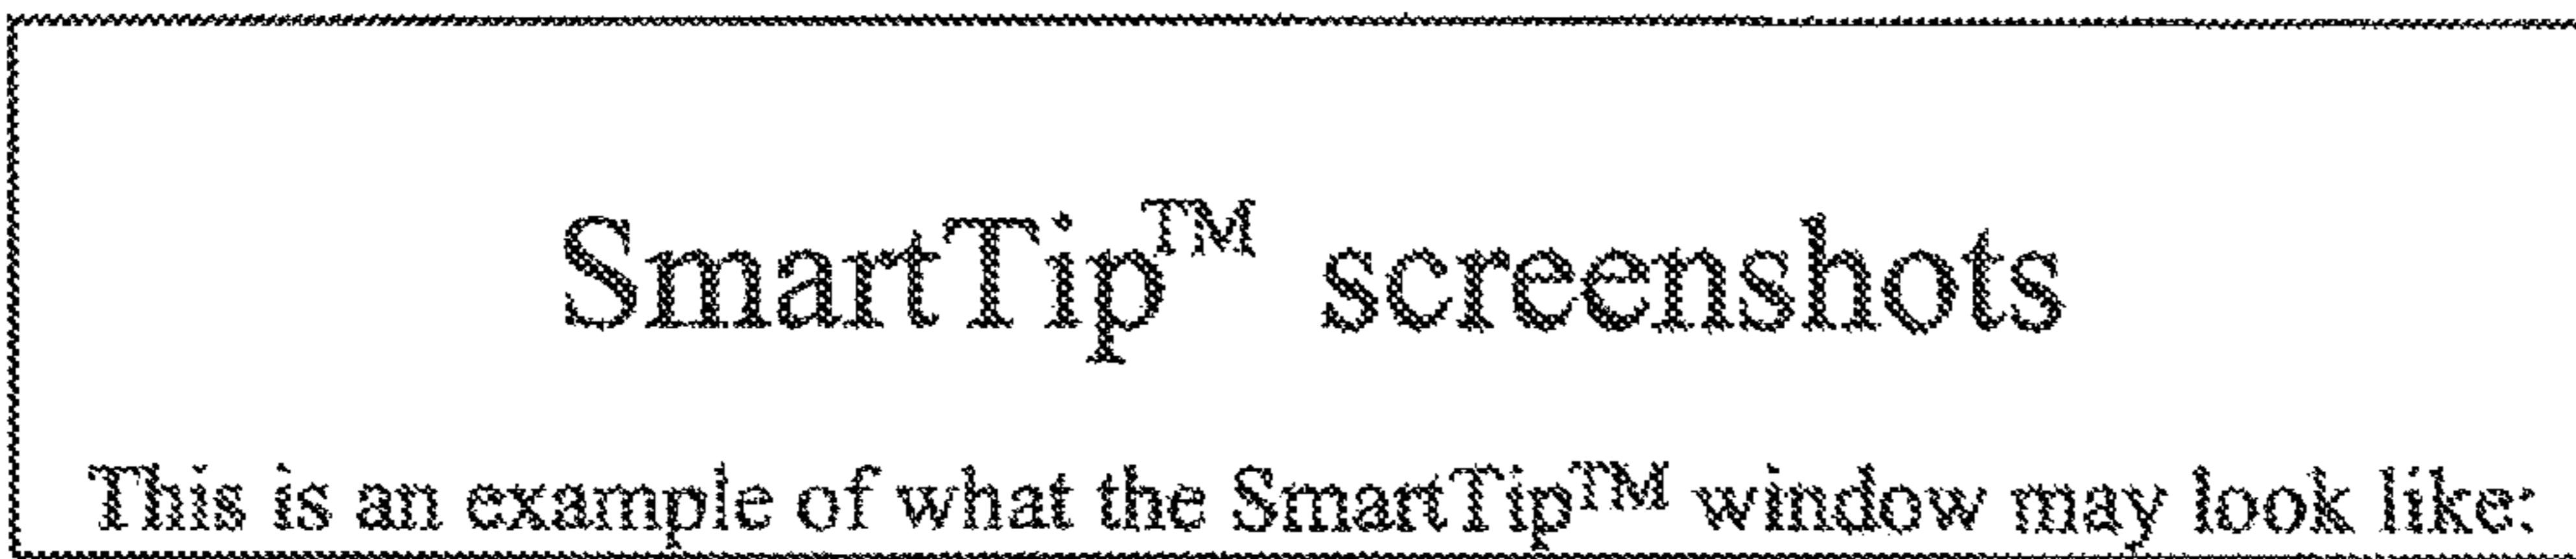 SmartTip™ screenshots
This is an example of what the SmartTip™ window may look like: